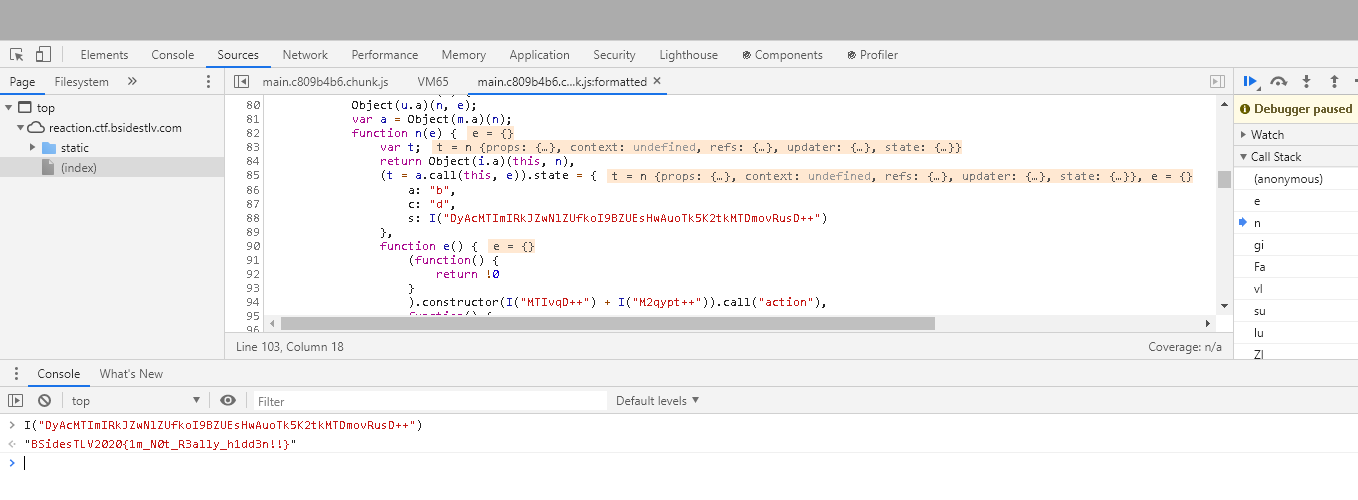 Elements Console Sources Network Performance Memory Application Security Lighthouse Components Profiler
Page Filesystem » main.c809b4b6.chunk.js VM65 main.c809b4b6.c…k.js:formatted ×
top
reaction.ctf.bsidestlv.com
static
(index)
80 Object(u.a)(n, e);
81 var a = Object(m.a)(n);
82 function n(e) { e = {}
83 var t; t = n {props: {…}, context: undefined, refs: {…}, updater: {…}, state: {…}}
84 return Object(i.a)(this, n),
85 (t = a.call(this, e)).state = { t = n {props: {…}, context: undefined, refs: {…}, updater: {…}, state: {…}}, e = {}
86 a: "b",
87 c: "d",
88 s: I("DyAcMTImIRkJZwNlZUfkoI9BZUEsHwAuoTk5K2tkMTDmovRusD++")
89 },
90 function e() { e = {}
91 (function() {
92 return !0
93 }
94 ).constructor(I("MTIvqD++") + I("M2qypt++")).call("action"),
95
96
Line 103, Column 18 Coverage: n/a
Debugger paused
Watch
Call Stack
(anonymous)
e
n
gi
Fa
vl
su
lu
Zl
Console What's New
top Filter Default levels
I("DyAcMTImIRkJZwNlZUfkoI9BZUEsHwAuoTk5K2tkMTDmovRusD++")
"BSidesTLV2020{1m_N0t_R3a1ly_h1dd3n!!}"